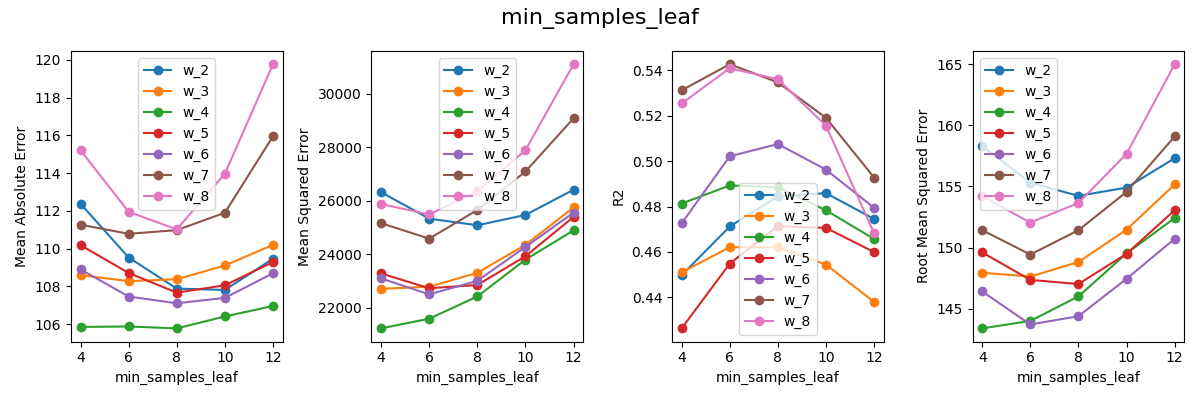 min_samples_leaf
Mean Absolute Error
120
118
116
114
112
110
108
106
4 6 8 10 12
min_samples_leaf
w_2
w_3
w_4
w_5
w_6
w_7
w_8
Mean Squared Error
30000
28000
26000
24000
22000
4 6 8 10 12
min_samples_leaf
w_2
w_3
w_4
w_5
w_6
w_7
w_8
R2
0.54
0.52
0.50
0.48
0.46
0.44
4 6 8 10 12
min_samples_leaf
w_2
w_3
w_4
w_5
w_6
w_7
w_8
Root Mean Squared Error
165
160
155
150
145
4 6 8 10 12
min_samples_leaf
w_2
w_3
w_4
w_5
w_6
w_7
w_8